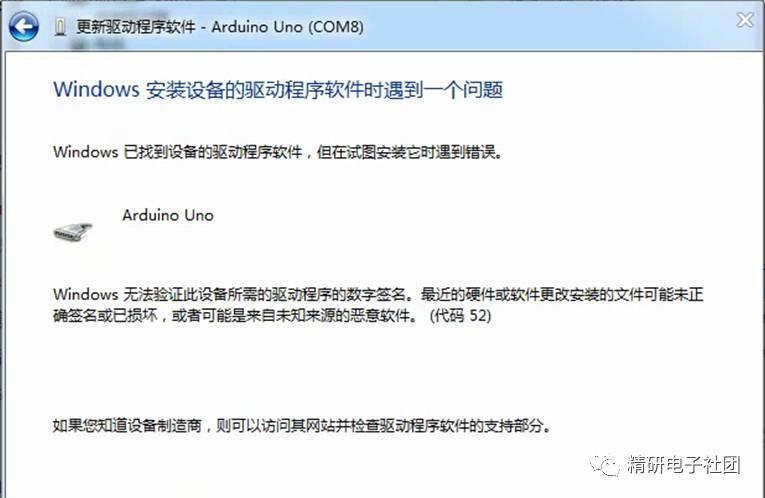 更新驱动程序软件 - Arduino Uno (COM8)
Windows 安装设备的驱动程序软件时遇到一个问题
Windows 已找到设备的驱动程序软件，但在试图安装它时遇到错误。
Arduino Uno
Windows 无法验证此设备所需的驱动程序的数字签名。最近的硬件或软件更改安装的文件可能未正
确签名或已损坏，或者可能是来自未知来源的恶意软件。 (代码 52)
如果您知道设备制造商，则可以访问其网站并检查驱动程序软件的支持部分。
精研电子社团